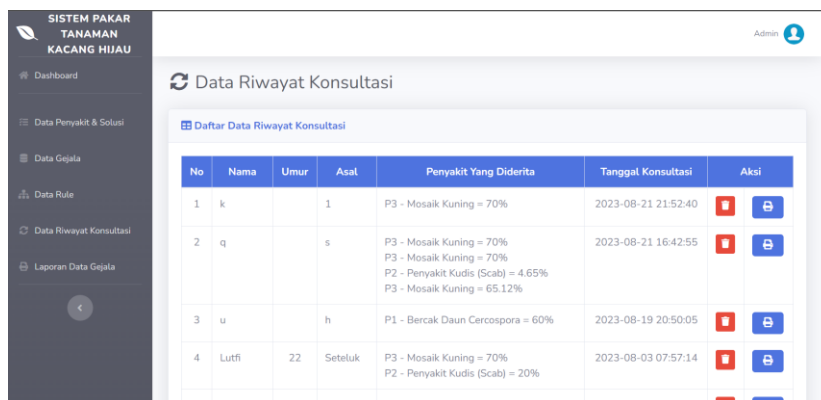 SISTEM PAKAR
TANAMAN
KACANG HIJAU
Admin
Dashboard
Data Penyakit & Solusi
Data Gejala
Data Rule
Data Riwayat Konsultasi
Laporan Data Gejala
Data Riwayat Konsultasi
Daftar Data Riwayat Konsultasi
No Nama Umur Asal Penyakit Yang Diderita Tanggal Konsultasi Aksi
1 k 1 P3 - Mosaik Kuning = 70% 2023-08-21 21:52:40
2 q s P3 - Mosaik Kuning = 70% 2023-08-21 16:42:55
P3 - Mosaik Kuning = 70%
P2 - Penyakit Kudis (Scab) = 4.65%
P3 - Mosaik Kuning = 65.12%
3 u h P1 - Bercak Daun Cercospora = 60% 2023-08-19 20:50:05
4 Lutfi 22 Seteluk P3 - Mosaik Kuning = 70% 2023-08-03 07:57:14
P2 - Penyakit Kudis (Scab) = 20%